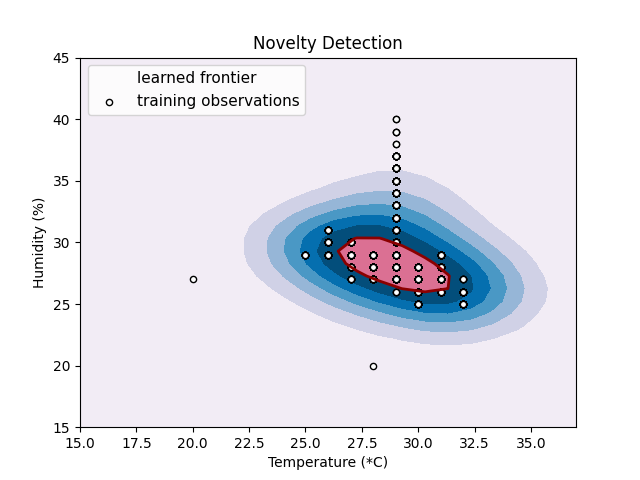 Novelty Detection
learned frontier
training observations
45
40
35
30
25
20
15
Humidity (%)
15.0 17.5 20.0 22.5 25.0 27.5 30.0 32.5 35.0
Temperature (*C)